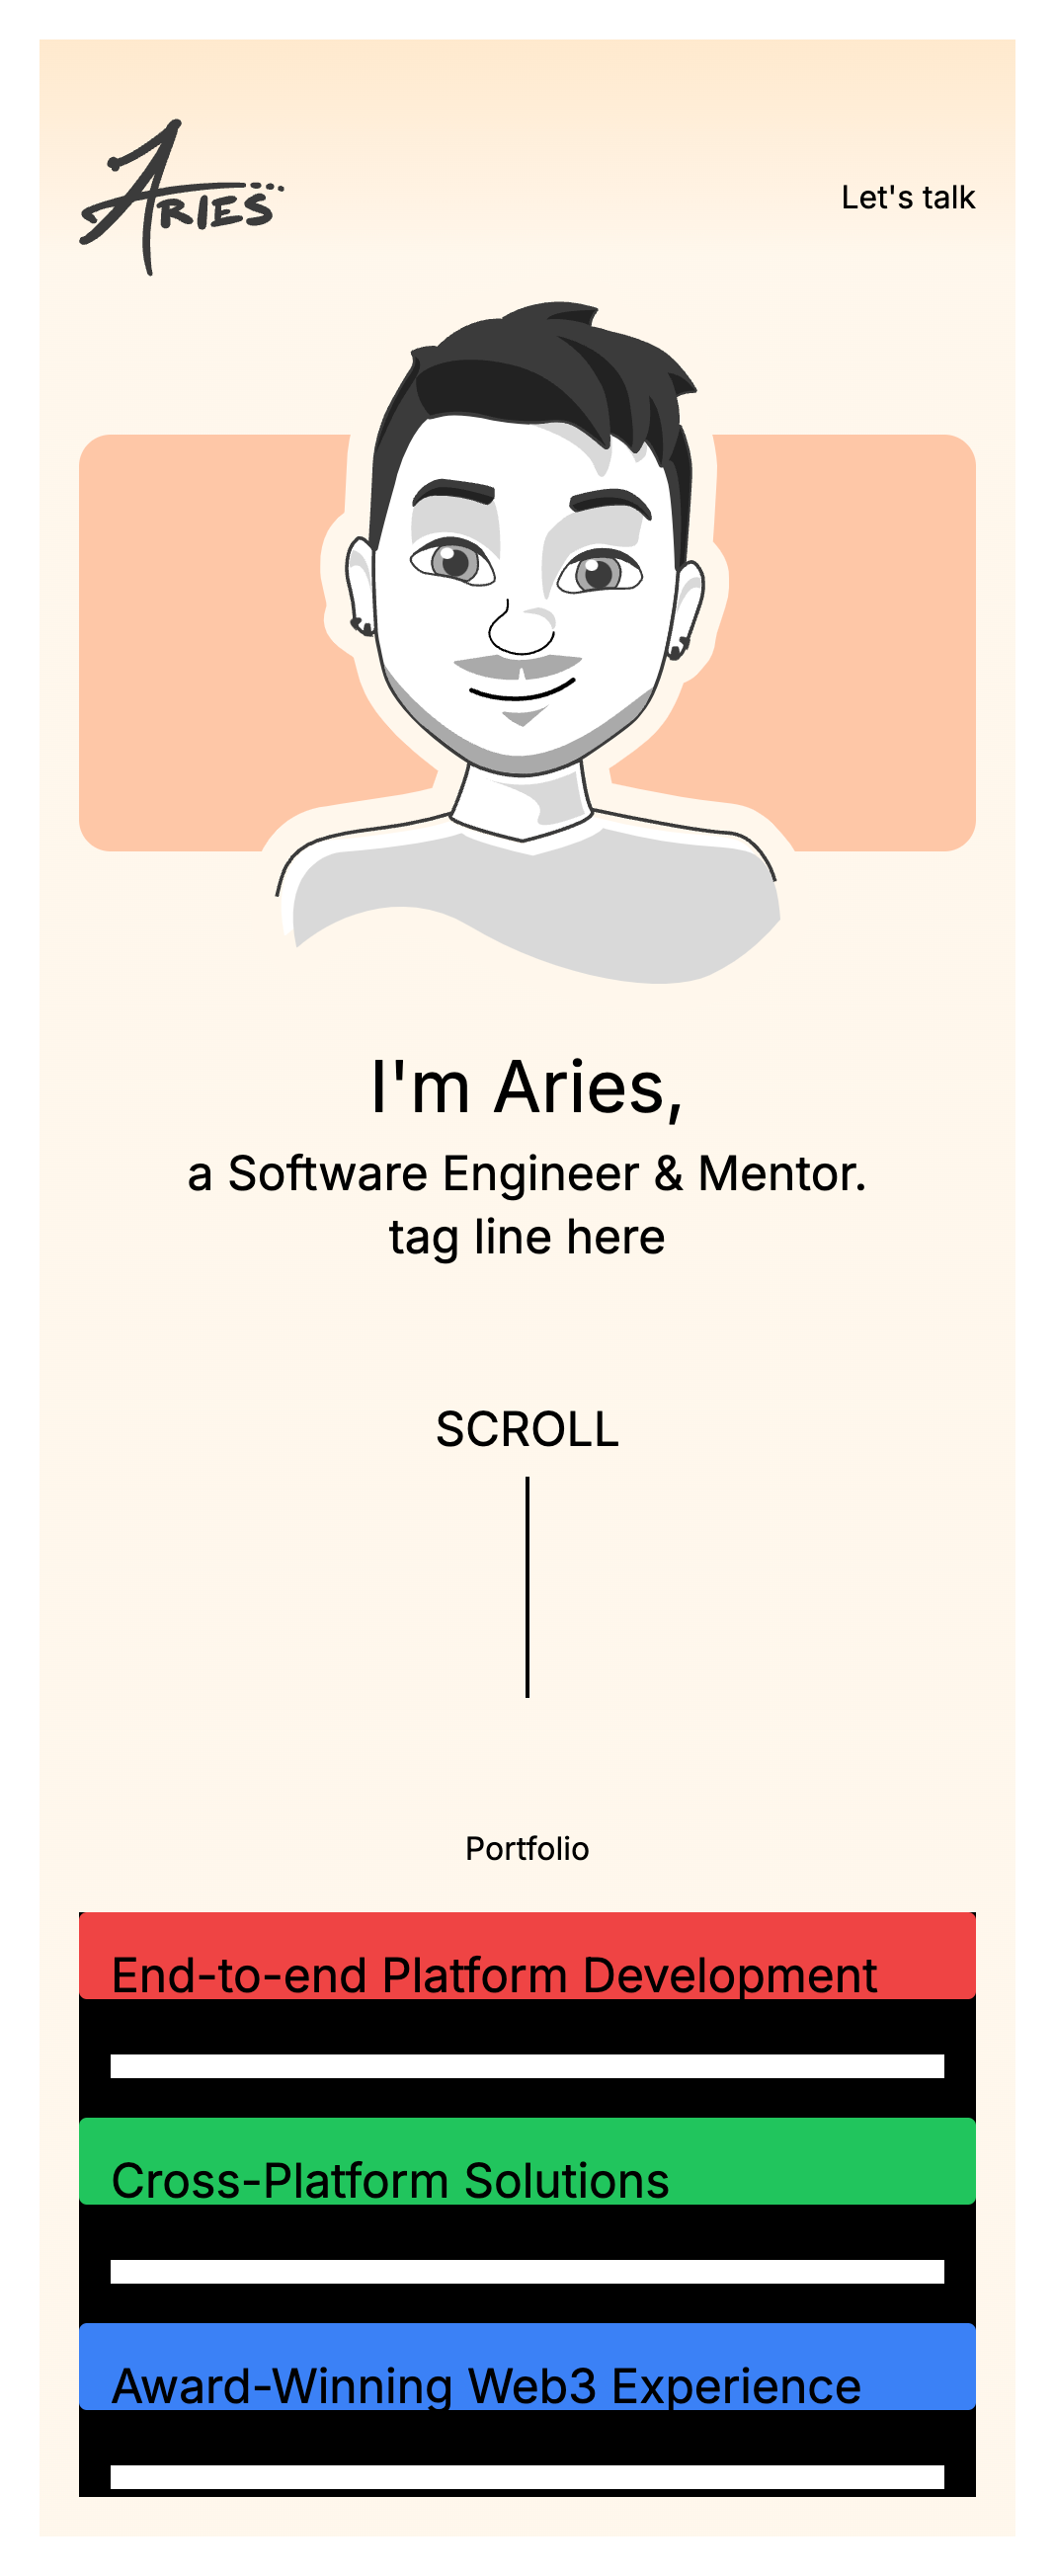 ARIES
Let's talk
I'm Aries,
a Software Engineer & Mentor.
tag line here
SCROLL
Portfolio
End-to-end Platform Development
Cross-Platform Solutions
Award-Winning Web3 Experience